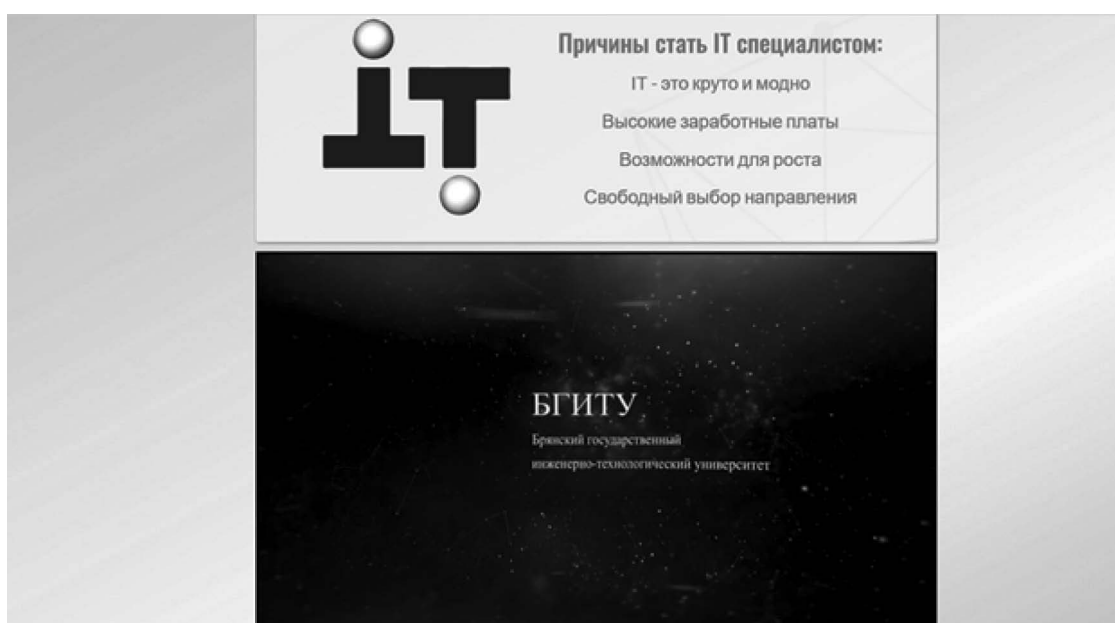 iT
Причины стать IT специалистом:
IT - это круто и модно
Высокие заработные платы
Возможности для роста
Свободный выбор направления
БГИТУ
Брянский государственный
инженерно-технологический университет